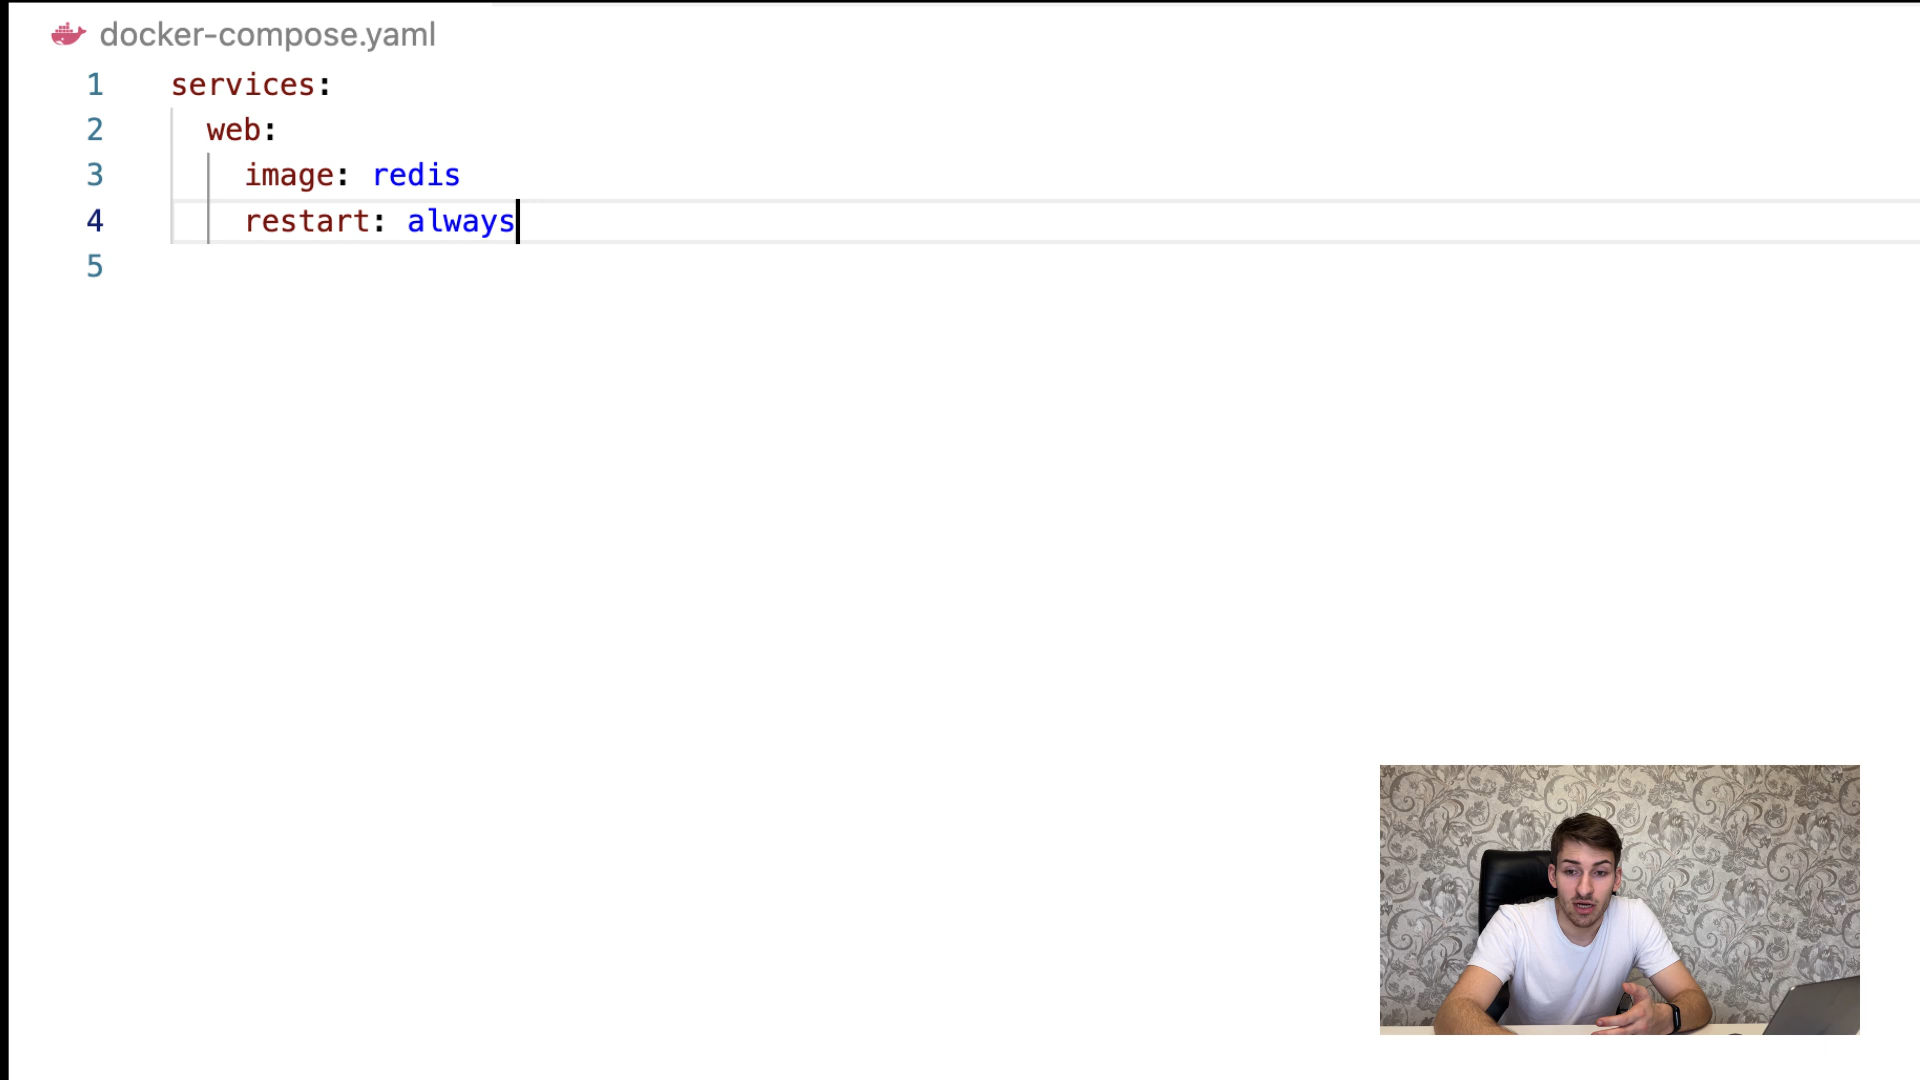 docker-compose.yaml
1 services:
2 web:
3 image: redis
4 restart: always
5